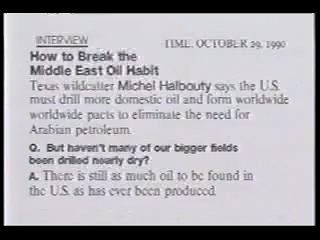 INTERVIEW
TIME, OCTOBER 29, 1990
How to Break the
Middle East Oil Habit
Texas wildcatter Michel Halbouty says the U.S.
must drill more domestic oil and form worldwide
worldwide pacts to eliminate the need for
Arabian petroleum.
Q. But haven't many of our bigger fields
been drilled nearly dry?
A. There is still as much oil to be found in
the U.S. as has ever been produced.